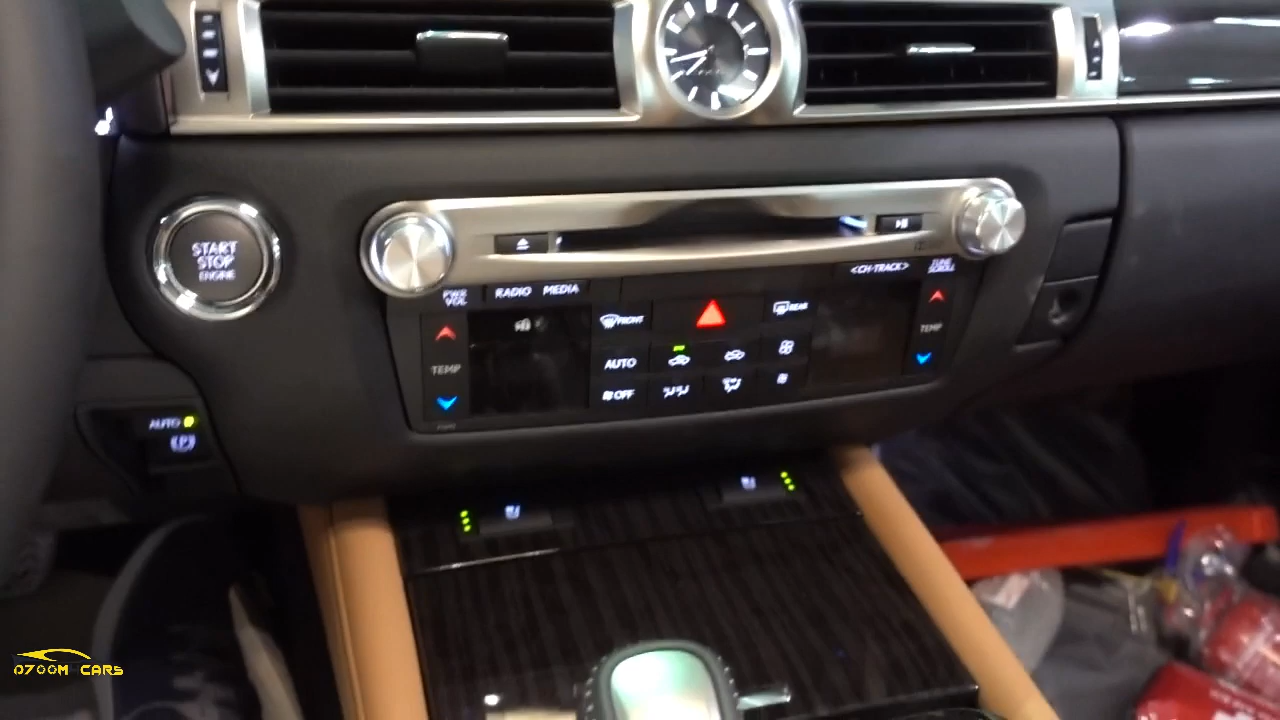 START
STOP
ENGINE
<CH·TRACK>
TUNE
SCROLL
PWR
VOL
RADIO MEDIA
FRONT
REAR
TEMP
TEMP
AUTO
OFF
AUTO
(P)
O7OOM CARS